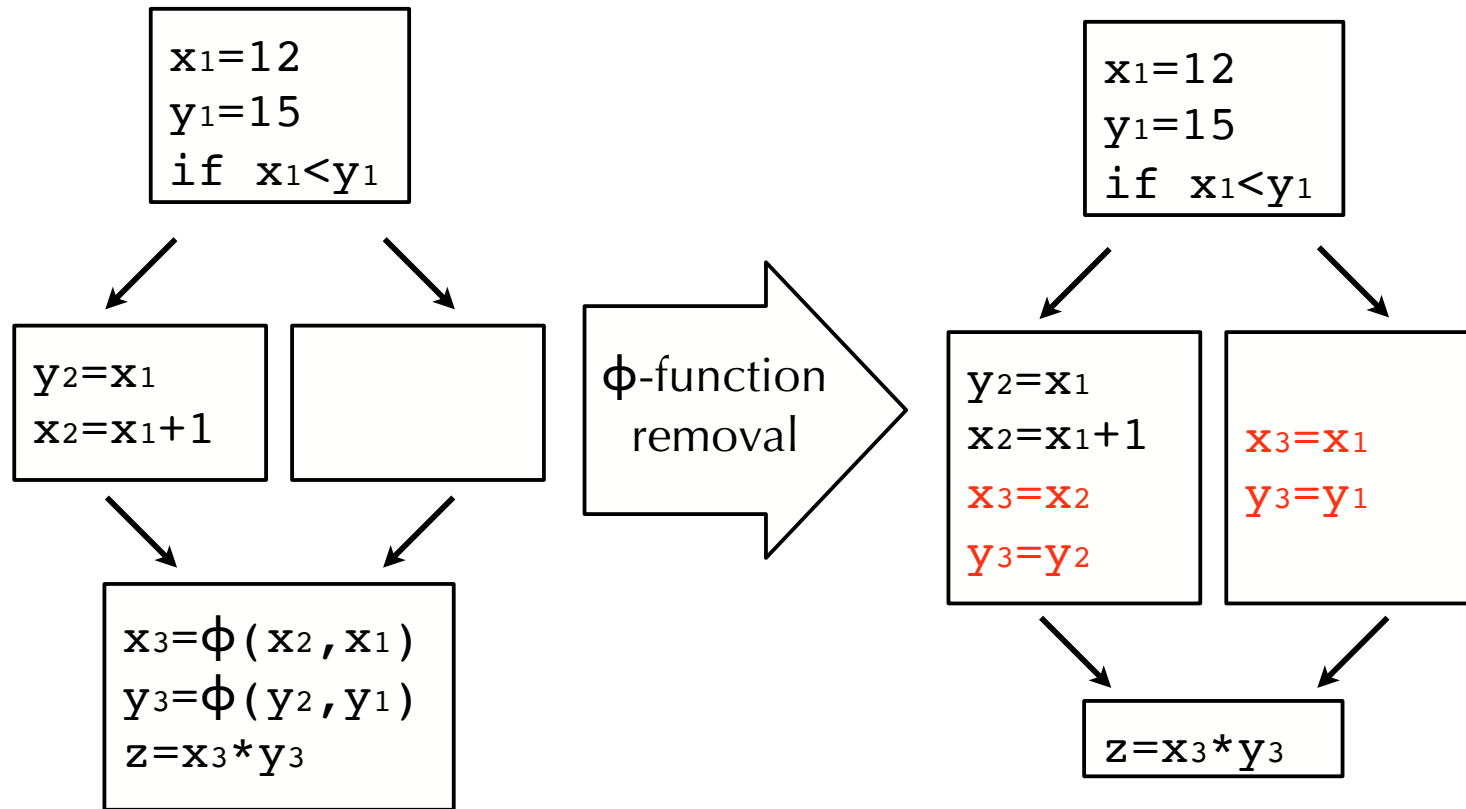 x1=12
y1=15
if x1<y1
y2=x1
x2=x1+1
x3=ϕ(x2,x1)
y3=ϕ(y2,y1)
z=x3*y3
ϕ-function
removal
x1=12
y1=15
if x1<y1
y2=x1
x2=x1+1
x3=x2
y3=y2
x3=x1
y3=y1
z=x3*y3